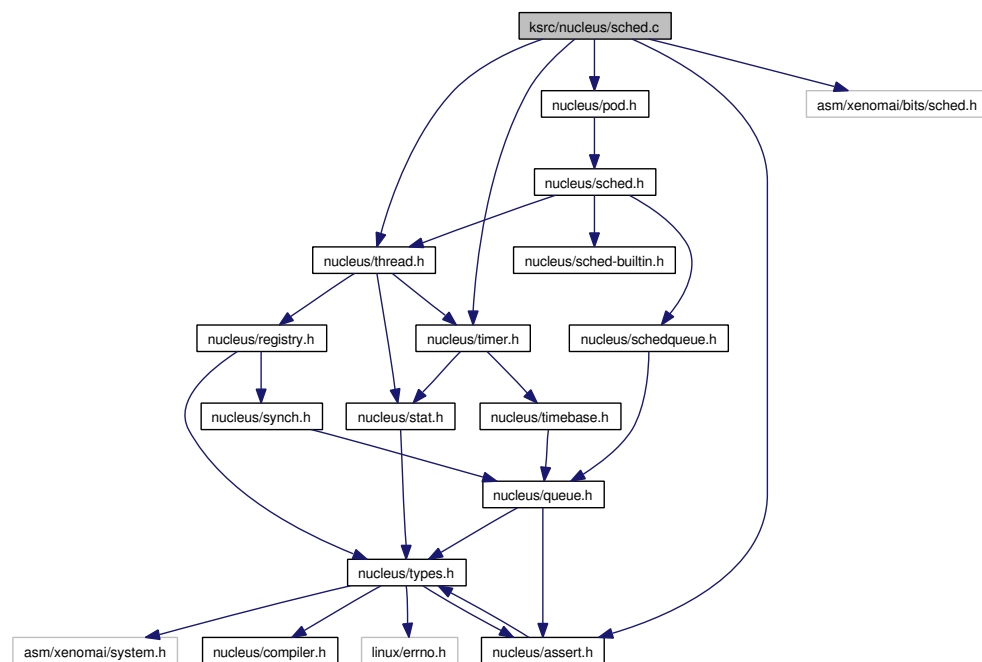 ksrc/nucleus/sched.c
nucleus/pod.h
asm/xenomai/bits/sched.h
nucleus/sched.h
nucleus/thread.h
nucleus/sched-builtin.h
nucleus/registry.h
nucleus/timer.h
nucleus/schedqueue.h
nucleus/synch.h
nucleus/stat.h
nucleus/timebase.h
nucleus/queue.h
nucleus/types.h
asm/xenomai/system.h
nucleus/compiler.h
linux/errno.h
nucleus/assert.h